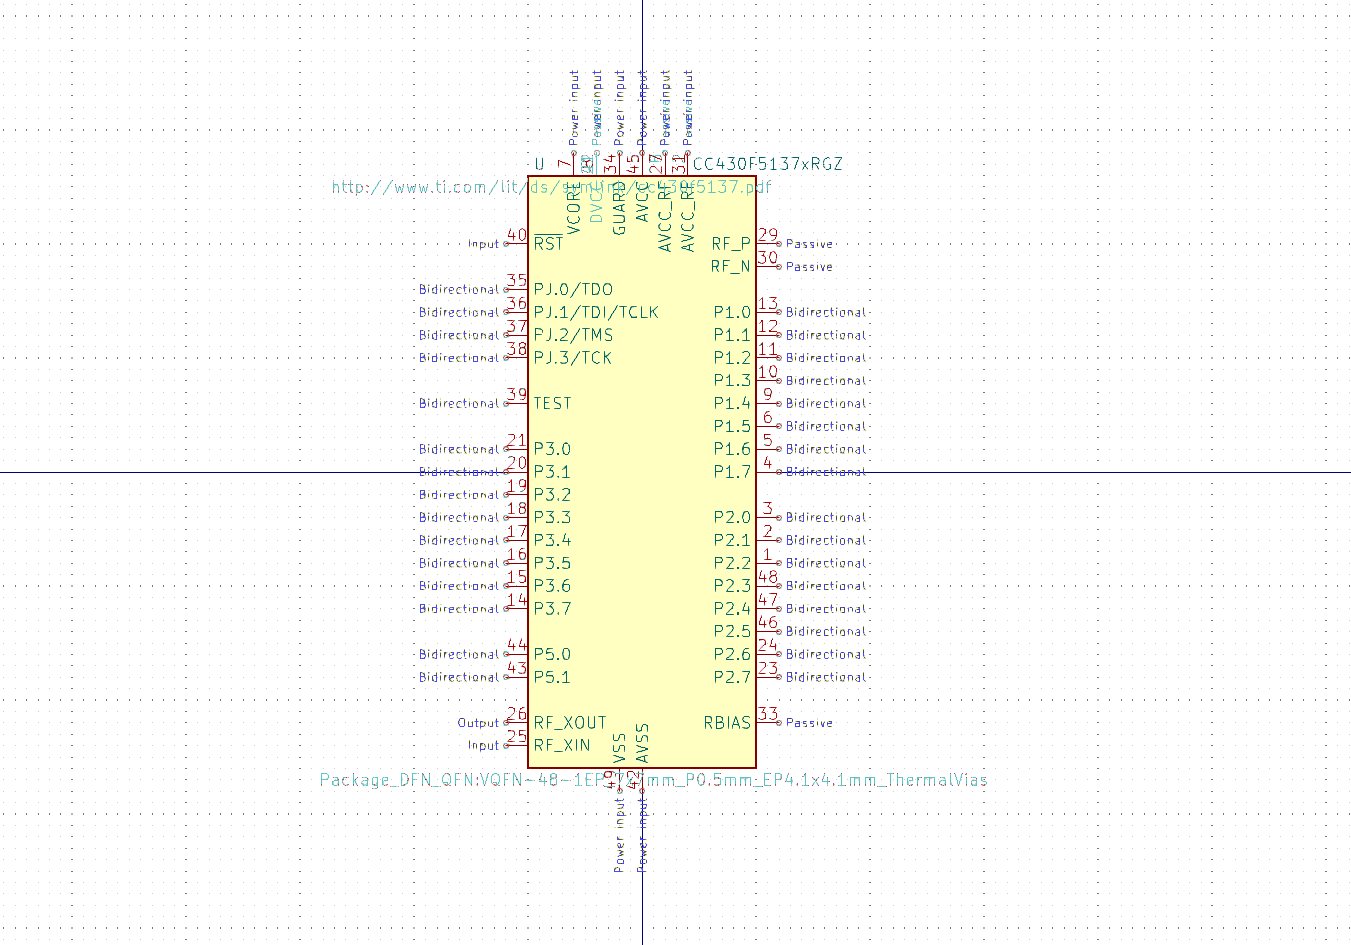 Power input Power input Power input Power input Power input Power input
U 7 34 45 27 31 CC430F5137xRGZ
http://www.ti.com/lit/ds/symlink/cc430f5137.pdf
VCORE DVCC GUARD AVCC AVCC_RF AVCC_RF
Input 40 RST RF_P 29 Passive
RF_N 30 Passive
Bidirectional 35 PJ.0/TDO
Bidirectional 36 PJ.1/TDI/TCLK P1.0 13 Bidirectional
Bidirectional 37 PJ.2/TMS P1.1 12 Bidirectional
Bidirectional 38 PJ.3/TCK P1.2 11 Bidirectional
P1.3 10 Bidirectional
Bidirectional 39 TEST P1.4 9 Bidirectional
P1.5 6 Bidirectional
Bidirectional 21 P3.0 P1.6 5 Bidirectional
Bidirectional 20 P3.1 P1.7 4 Bidirectional
Bidirectional 19 P3.2
Bidirectional 18 P3.3 P2.0 3 Bidirectional
Bidirectional 17 P3.4 P2.1 2 Bidirectional
Bidirectional 16 P3.5 P2.2 1 Bidirectional
Bidirectional 15 P3.6 P2.3 48 Bidirectional
Bidirectional 14 P3.7 P2.4 47 Bidirectional
P2.5 46 Bidirectional
Bidirectional 44 P5.0 P2.6 24 Bidirectional
Bidirectional 43 P5.1 P2.7 23 Bidirectional
Output 26 RF_XOUT RBIAS 33 Passive
Input 25 RF_XIN
VSS AVSS
49 42
Package_DFN_QFN:VQFN-48-1EP_7x7mm_P0.5mm_EP4.1x4.1mm_ThermalVias
Power input Power input